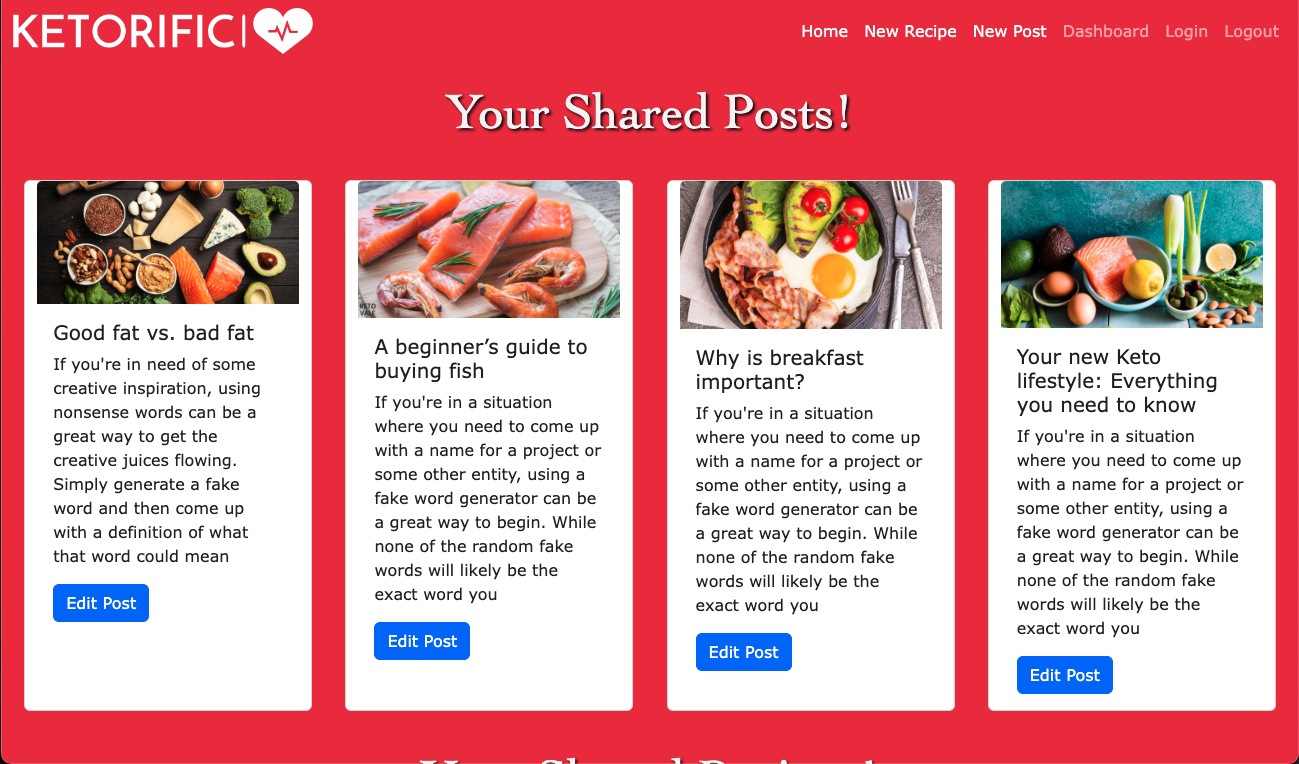 KETORIFIC
Home New Recipe New Post Dashboard Login Logout
Your Shared Posts!
Good fat vs. bad fat
If you're in need of some
creative inspiration, using
nonsense words can be a
great way to get the
creative juices flowing.
Simply generate a fake
word and then come up
with a definition of what
that word could mean
Edit Post
KETO
VALE
A beginner’s guide to
buying fish
If you're in a situation
where you need to come up
with a name for a project or
some other entity, using a
fake word generator can be
a great way to begin. While
none of the random fake
words will likely be the
exact word you
Edit Post
Why is breakfast
important?
If you're in a situation
where you need to come up
with a name for a project or
some other entity, using a
fake word generator can be
a great way to begin. While
none of the random fake
words will likely be the
exact word you
Edit Post
Your new Keto
lifestyle: Everything
you need to know
If you're in a situation
where you need to come up
with a name for a project or
some other entity, using a
fake word generator can be
a great way to begin. While
none of the random fake
words will likely be the
exact word you
Edit Post